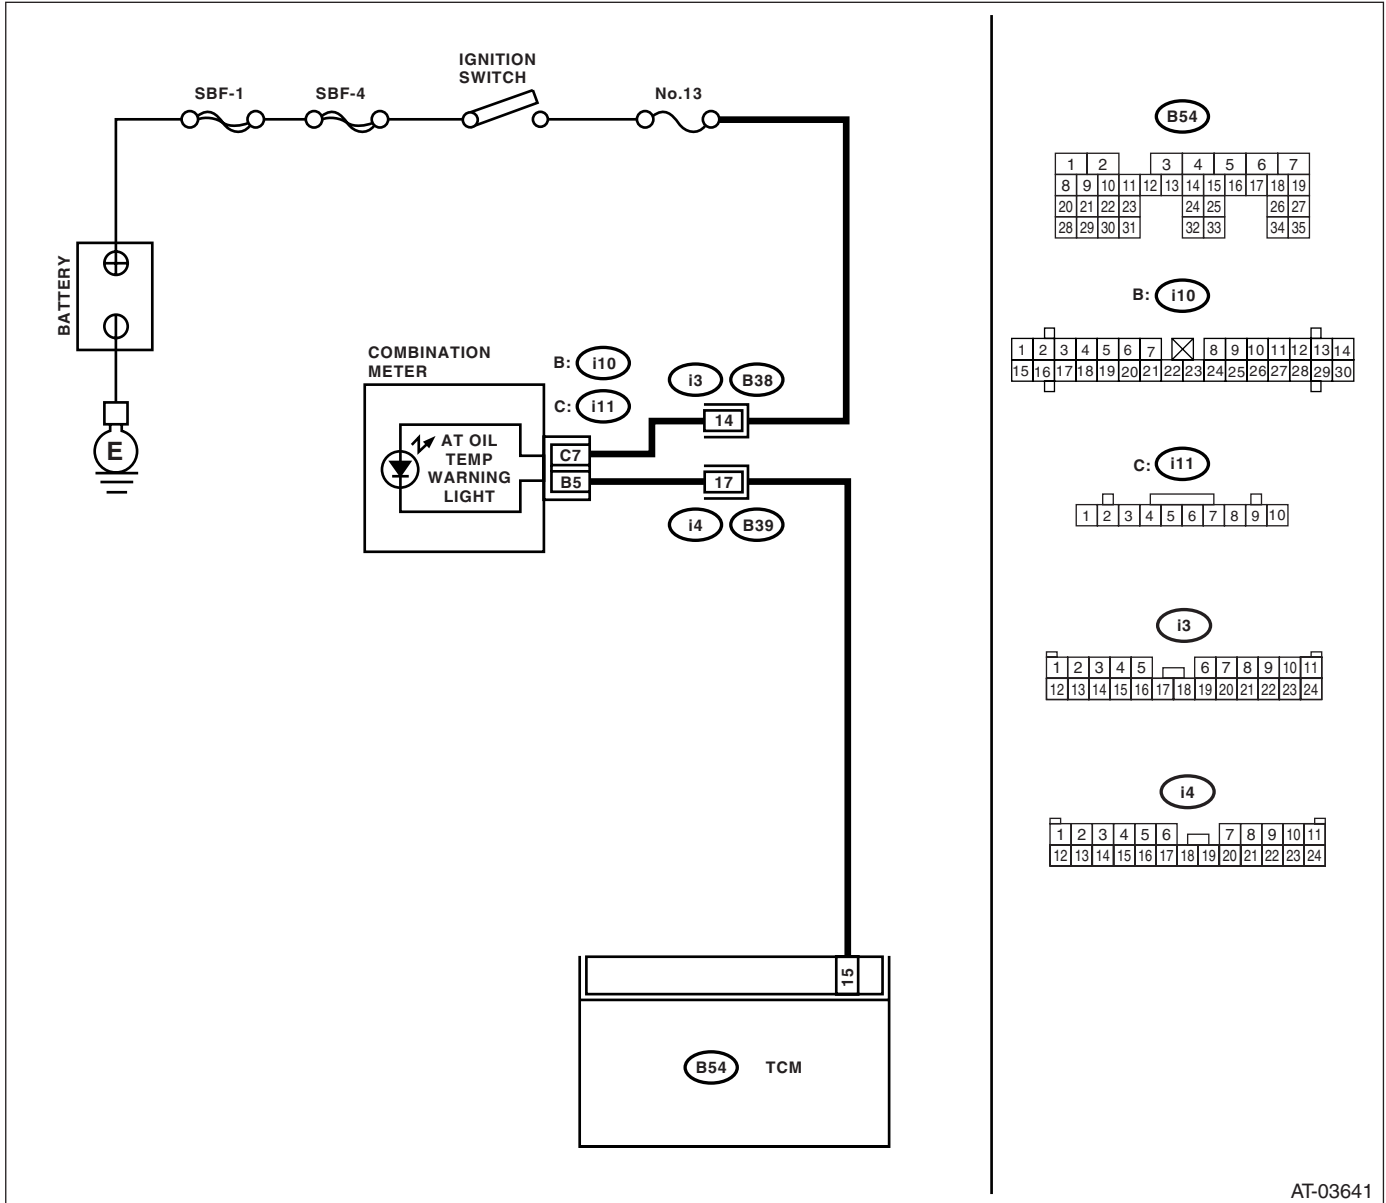 IGNITION
SWITCH
SBF-1
SBF-4
No.13
BATTERY
E
COMBINATION
METER
B: i10
C: i11
i3 B38
14
AT OIL
TEMP
WARNING
LIGHT
C7
B5
17
i4 B39
15
B54 TCM
B54
1 2 3 4 5 6 7
8 9 10 11 12 13 14 15 16 17 18 19
20 21 22 23 24 25 26 27
28 29 30 31 32 33 34 35
B: i10
1 2 3 4 5 6 7 8 9 10 11 12 13 14
15 16 17 18 19 20 21 22 23 24 25 26 27 28 29 30
C: i11
1 2 3 4 5 6 7 8 9 10
i3
1 2 3 4 5 6 7 8 9 10 11
12 13 14 15 16 17 18 19 20 21 22 23 24
i4
1 2 3 4 5 6 7 8 9 10 11
12 13 14 15 16 17 18 19 20 21 22 23 24
AT-03641